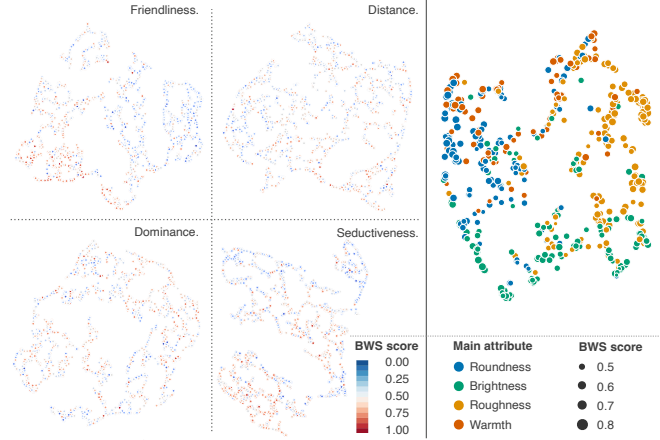 Friendliness.
Distance.
Dominance.
Seductiveness.
BWS score
0.00
0.25
0.50
0.75
1.00
Main attribute
Roundness
Brightness
Roughness
Warmth
BWS score
0.5
0.6
0.7
0.8